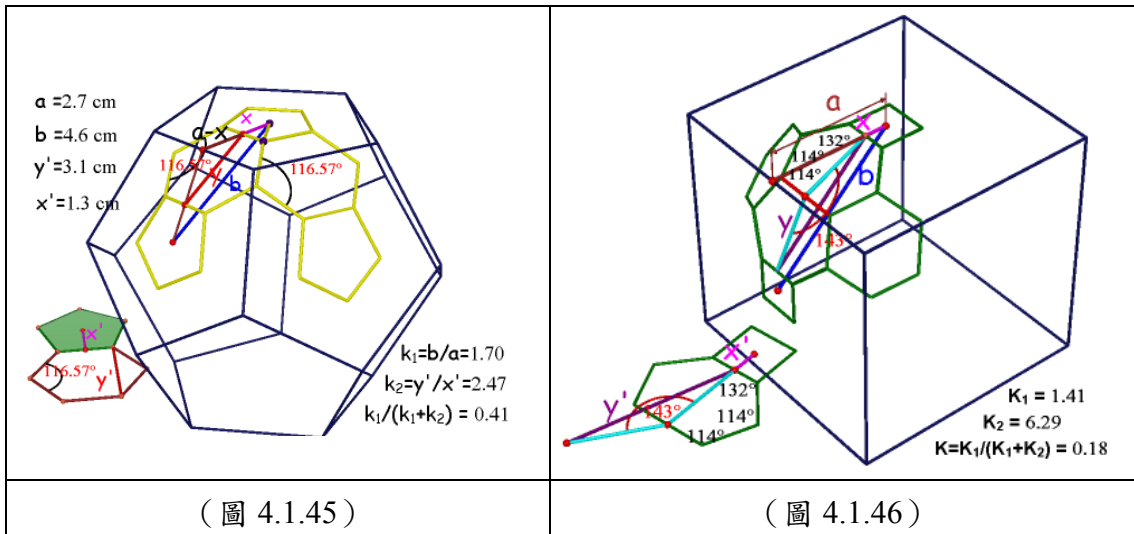 a =2.7 cm
b =4.6 cm
y'=3.1 cm
x'=1.3 cm
x
a-x
116.57°
y
b
116.57°
x'
116.57°
y'
k₁=b/a=1.70
k₂=y'/x'=2.47
k₁/(k₁+k₂) = 0.41
（圖 4.1.45）
a
x
132°
114°
114°
b
y
143°
x'
y'
143°
132°
114°
114°
K₁ = 1.41
K₂ = 6.29
K=K₁/(K₁+K₂) = 0.18
（圖 4.1.46）